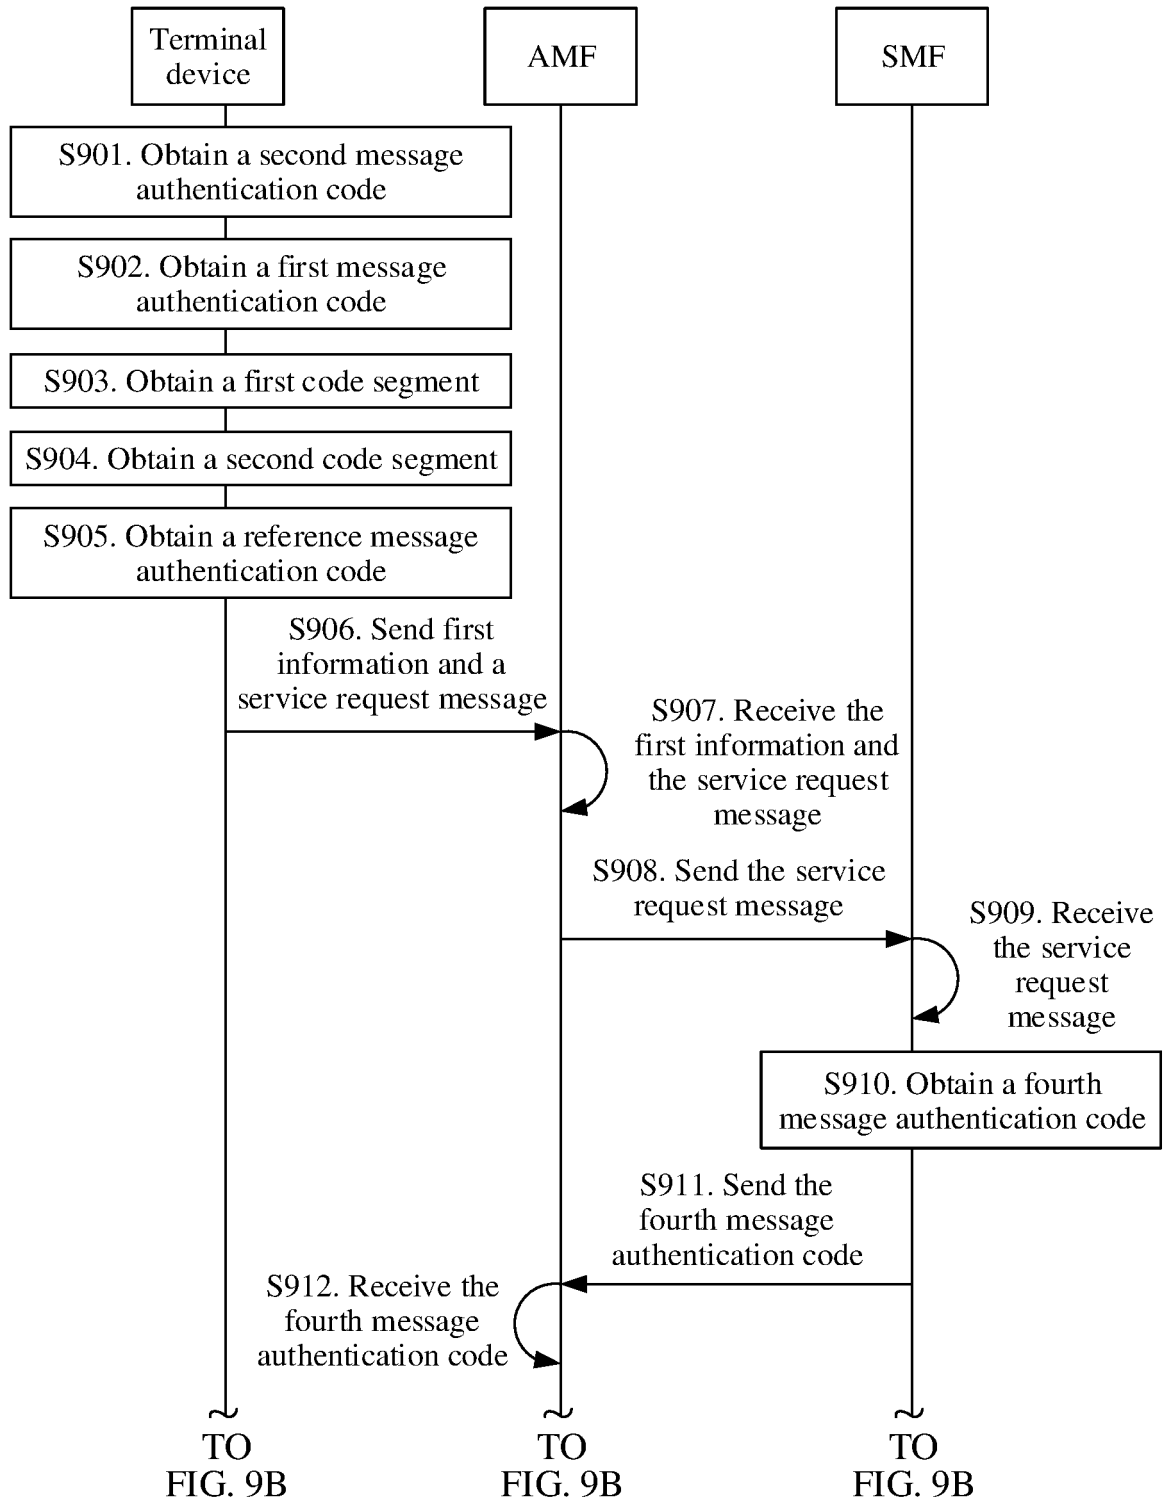 Terminal
device
AMF
SMF
S901. Obtain a second message
authentication code
S902. Obtain a first message
authentication code
S903. Obtain a first code segment
S904. Obtain a second code segment
S905. Obtain a reference message
authentication code
S906. Send first
information and a
service request message
S907. Receive the
first information and
the service request
message
S908. Send the service
request message
S909. Receive
the service
request
message
S910. Obtain a fourth
message authentication code
S911. Send the
fourth message
authentication code
S912. Receive the
fourth message
authentication code
TO
FIG. 9B
TO
FIG. 9B
TO
FIG. 9B